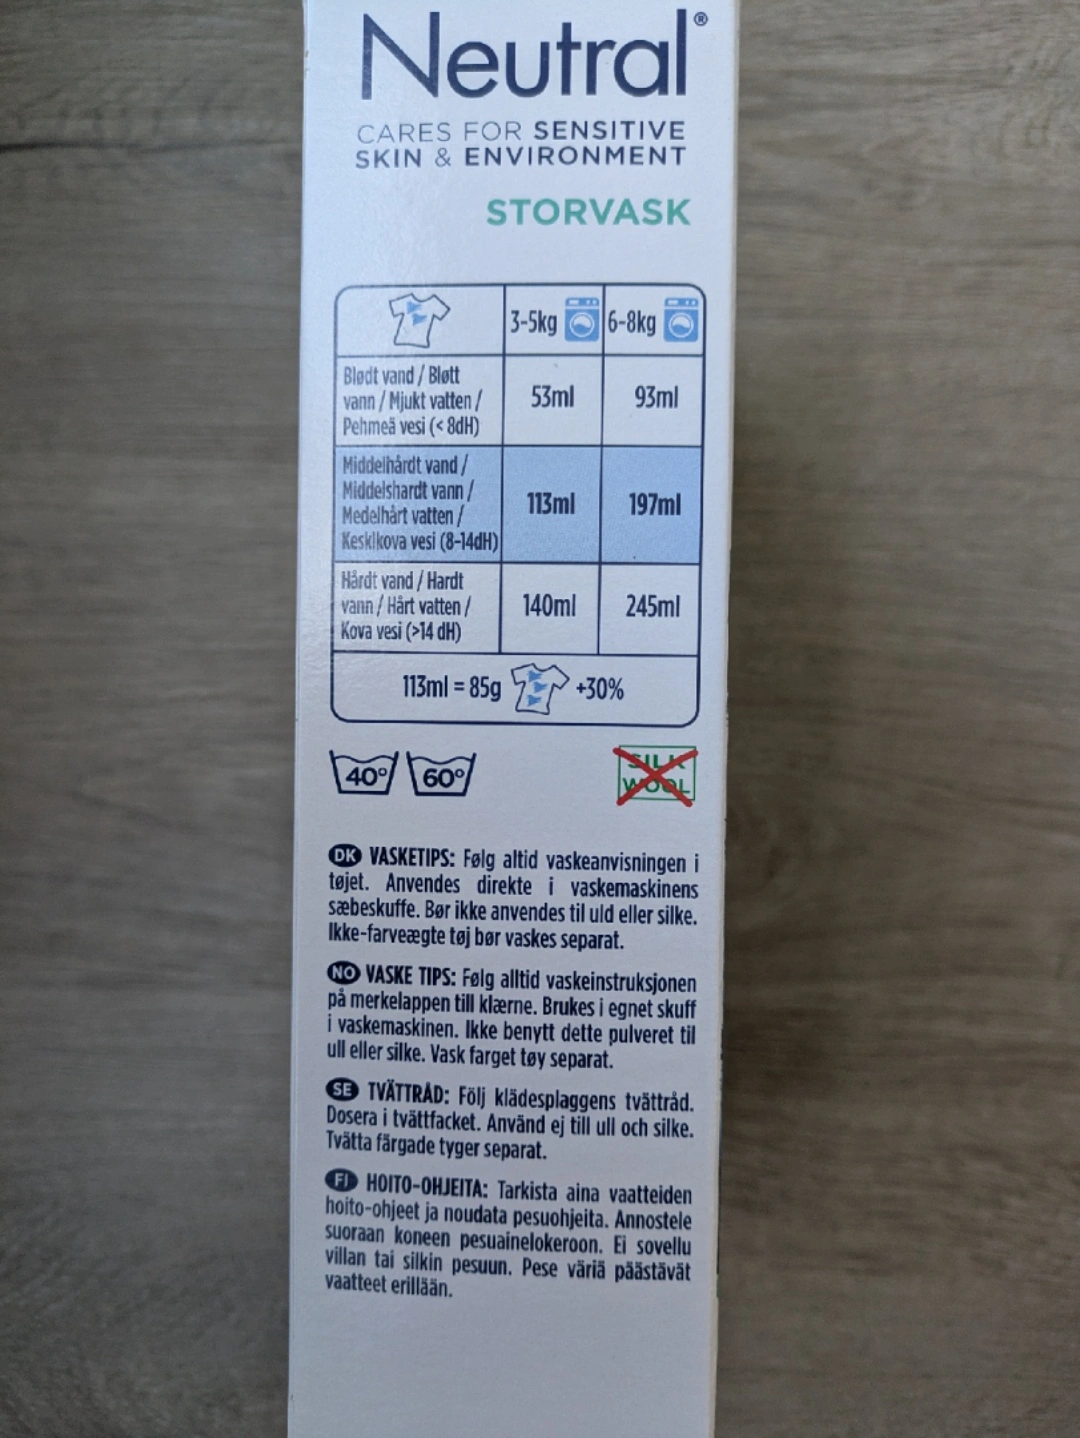 Neutral®
CARES FOR SENSITIVE
SKIN & ENVIRONMENT
STORVASK
3-5kg 6-8kg
Blødt vand / Bløtt
vann / Mjukt vatten /
Pehmeä vesi (< 8dH)
53ml 93ml
Middelhårdt vand /
Middelshardt vann /
Medelhårt vatten /
Keskikova vesi (8-14dH)
113ml 197ml
Hårdt vand / Hardt
vann / Hårt vatten /
Kova vesi (>14 dH)
140ml 245ml
113ml = 85g +30%
40° 60°
SILK
WOOL
DK VASKETIPS: Følg altid vaskeanvisningen i
tøjet. Anvendes direkte i vaskemaskinens
sæbeskuffe. Bør ikke anvendes til uld eller silke.
Ikke-farveægte tøj bør vaskes separat.
NO VASKE TIPS: Følg alltid vaskeinstruksjonen
på merkelappen till klærne. Brukes i egnet skuff
i vaskemaskinen. Ikke benytt dette pulveret til
ull eller silke. Vask farget tøy separat.
SE TVÄTTRÅD: Följ klädesplaggens tvättråd.
Dosera i tvättfacket. Använd ej till ull och silke.
Tvätta färgade tyger separat.
FI HOITO-OHJEITA: Tarkista aina vaatteiden
hoito-ohjeet ja noudata pesuohjeita. Annostele
suoraan koneen pesuainelokeroon. Ei sovellu
villan tai silkin pesuun. Pese väriä päästävät
vaatteet erillään.